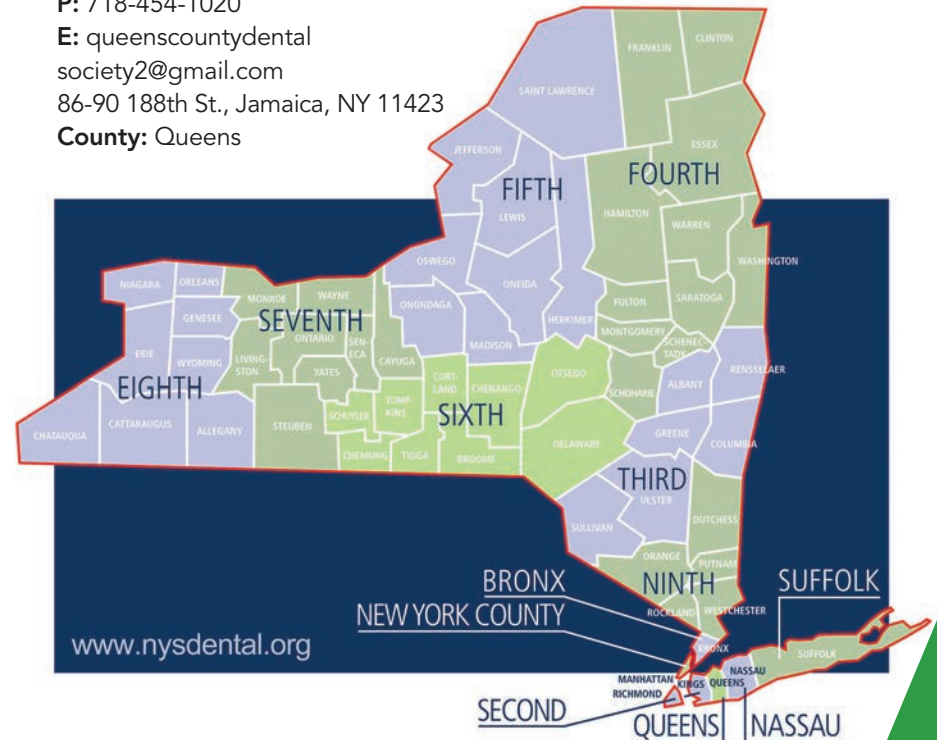 P: 718-454-1020
E: queenscountydental
society2@gmail.com
86-90 188th St., Jamaica, NY 11423
County: Queens
CLINTON
FRANKLIN
SAINT LAWRENCE
ESSEX
JEFFERSON
FOURTH
FIFTH
HAMILTON
LEWIS
WARREN
OSWEGO
WASHINGTON
NIAGARA
ORLEANS
ONEIDA
MONROE
WAYNE
SARATOGA
FULTON
ONONDAGA
GENESEE
HERKIMER
SEVENTH
MONTGOMERY
ONTARIO
SEN-
ECA
MADISON
SCHENEC-
TADY
ERIE
WYOMING
LIVING-
STON
YATES
CAYUGA
RENSSELAER
OTSEGO
CORT-
LAND
CHENANGO
ALBANY
EIGHTH
SCHOHARIE
TOMP-
KINS
SCHUYLER
SIXTH
CHATAUQUA
CATTARAUGUS
ALLEGANY
STEUBEN
GREENE
COLUMBIA
DELAWARE
CHEMUNG
TIOGA
BROOME
THIRD
ULSTER
SULLIVAN
DUTCHESS
ORANGE
PUTNAM
BRONX
NINTH
SUFFOLK
NEW YORK COUNTY
ROCKLAND
WESTCHESTER
www.nysdental.org
BRONX
SUFFOLK
NASSAU
MANHATTAN
KINGS
QUEENS
RICHMOND
SECOND
QUEENS
NASSAU